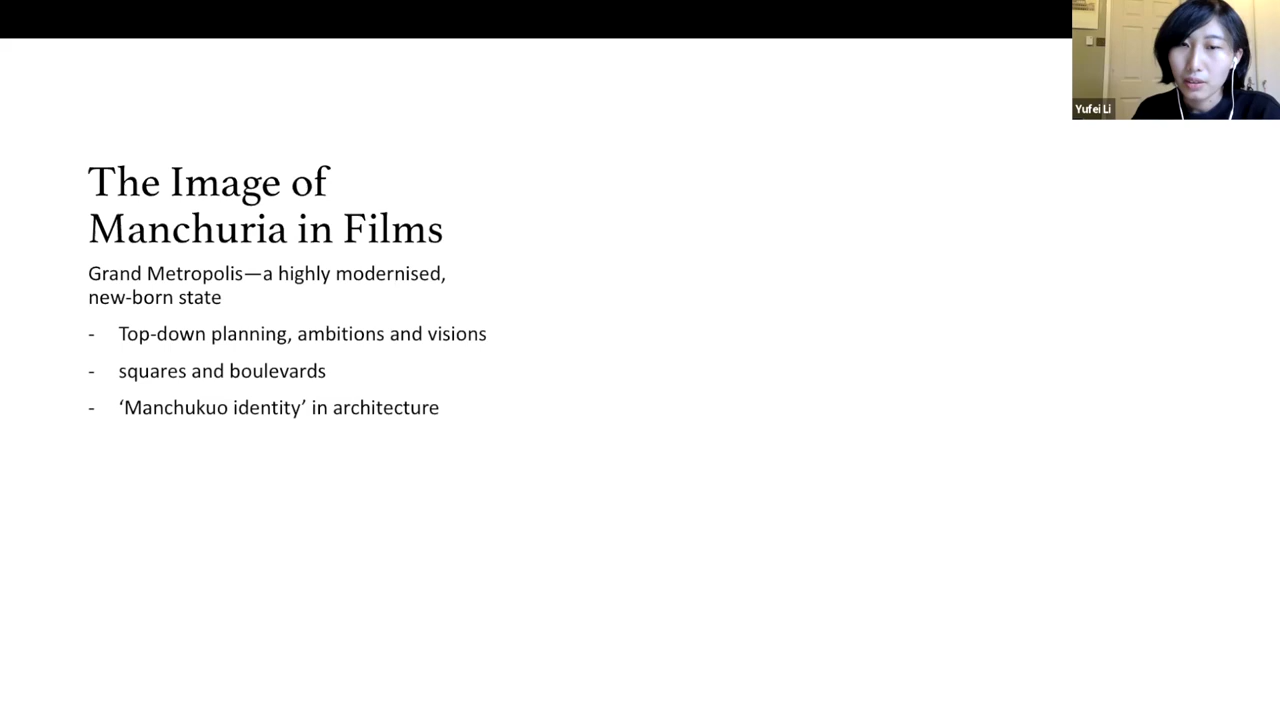 Yufei Li
The Image of
Manchuria in Films
Grand Metropolis—a highly modernised,
new-born state
- Top-down planning, ambitions and visions
- squares and boulevards
- ‘Manchukuo identity’ in architecture